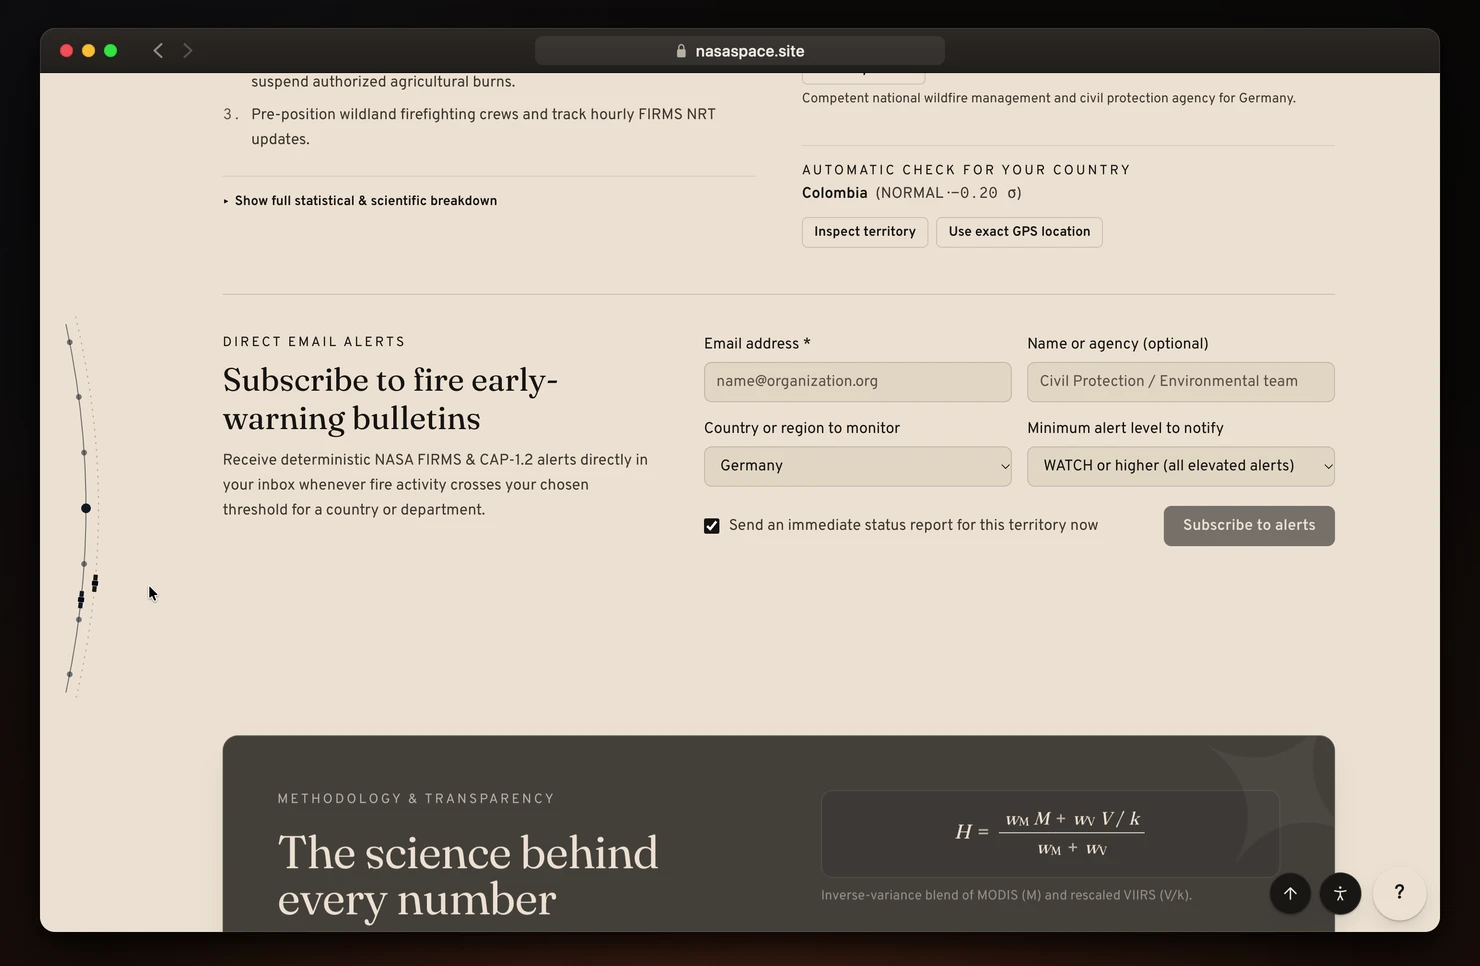 nasaspace.site
suspend authorized agricultural burns.
3. Pre-position wildland firefighting crews and track hourly FIRMS NRT
updates.
▸ Show full statistical & scientific breakdown
Competent national wildfire management and civil protection agency for Germany.
AUTOMATIC CHECK FOR YOUR COUNTRY
Colombia (NORMAL·−0.20 σ)
Inspect territory
Use exact GPS location
DIRECT EMAIL ALERTS
Subscribe to fire early-
warning bulletins
Receive deterministic NASA FIRMS & CAP-1.2 alerts directly in
your inbox whenever fire activity crosses your chosen
threshold for a country or department.
Email address *
name@organization.org
Name or agency (optional)
Civil Protection / Environmental team
Country or region to monitor
Germany
Minimum alert level to notify
WATCH or higher (all elevated alerts)
Send an immediate status report for this territory now
Subscribe to alerts
METHODOLOGY & TRANSPARENCY
The science behind
every number
H = (w_M M + w_V V / k) / (w_M + w_V)
Inverse-variance blend of MODIS (M) and rescaled VIIRS (V/k).
?